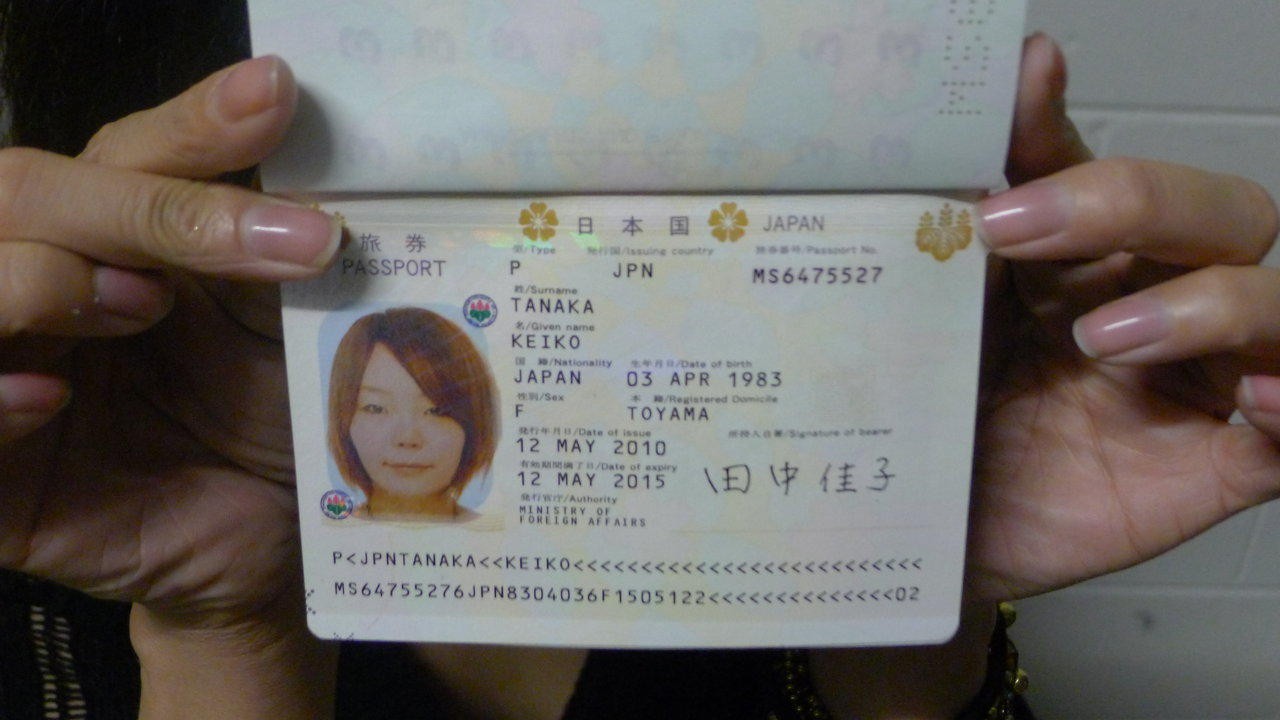 日本国 JAPAN
旅券
PASSPORT
型/Type 発行国/Issuing country 旅券番号/Passport No.
P JPN MS6475527
姓/Surname
TANAKA
名/Given name
KEIKO
国 籍/Nationality 生年月日/Date of birth
JAPAN 03 APR 1983
性別/Sex 本 籍/Registered Domicile
F TOYAMA
発行年月日/Date of issue 所持人自署/Signature of bearer
12 MAY 2010
有効期間満了日/Date of expiry
12 MAY 2015 田中佳子
発行官庁/Authority
MINISTRY OF
FOREIGN AFFAIRS
P<JPNTANAKA<<KEIKO<<<<<<<<<<<<<<<<<<<<<<<<<<
MS64755276JPN8304036F1505122<<<<<<<<<<<<<<02